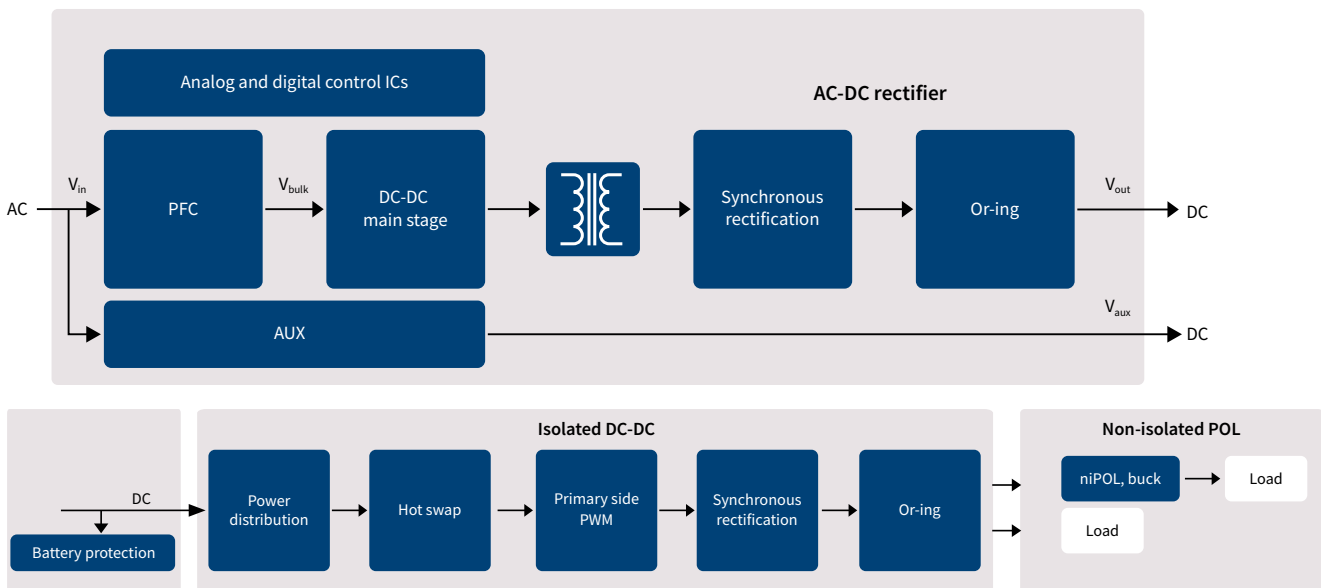 Analog and digital control ICs
AC-DC rectifier
AC
Vin
PFC
Vbulk
DC-DC
main stage
Synchronous
rectification
Or-ing
Vout
DC
AUX
Vaux
DC
Isolated DC-DC
Non-isolated POL
DC
Battery protection
Power
distribution
Hot swap
Primary side
PWM
Synchronous
rectification
Or-ing
niPOL, buck
Load
Load